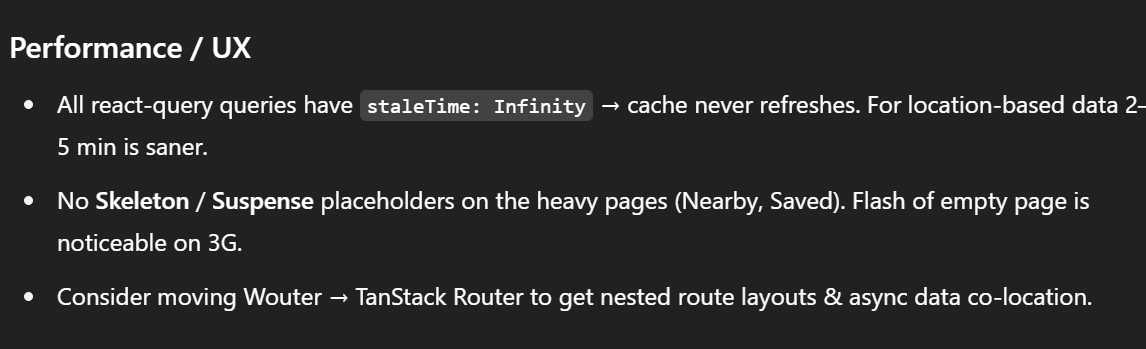 Performance / UX
• All react-query queries have staleTime: Infinity → cache never refreshes. For location-based data 2–
5 min is saner.
• No Skeleton / Suspense placeholders on the heavy pages (Nearby, Saved). Flash of empty page is
noticeable on 3G.
• Consider moving Wouter → TanStack Router to get nested route layouts & async data co-location.